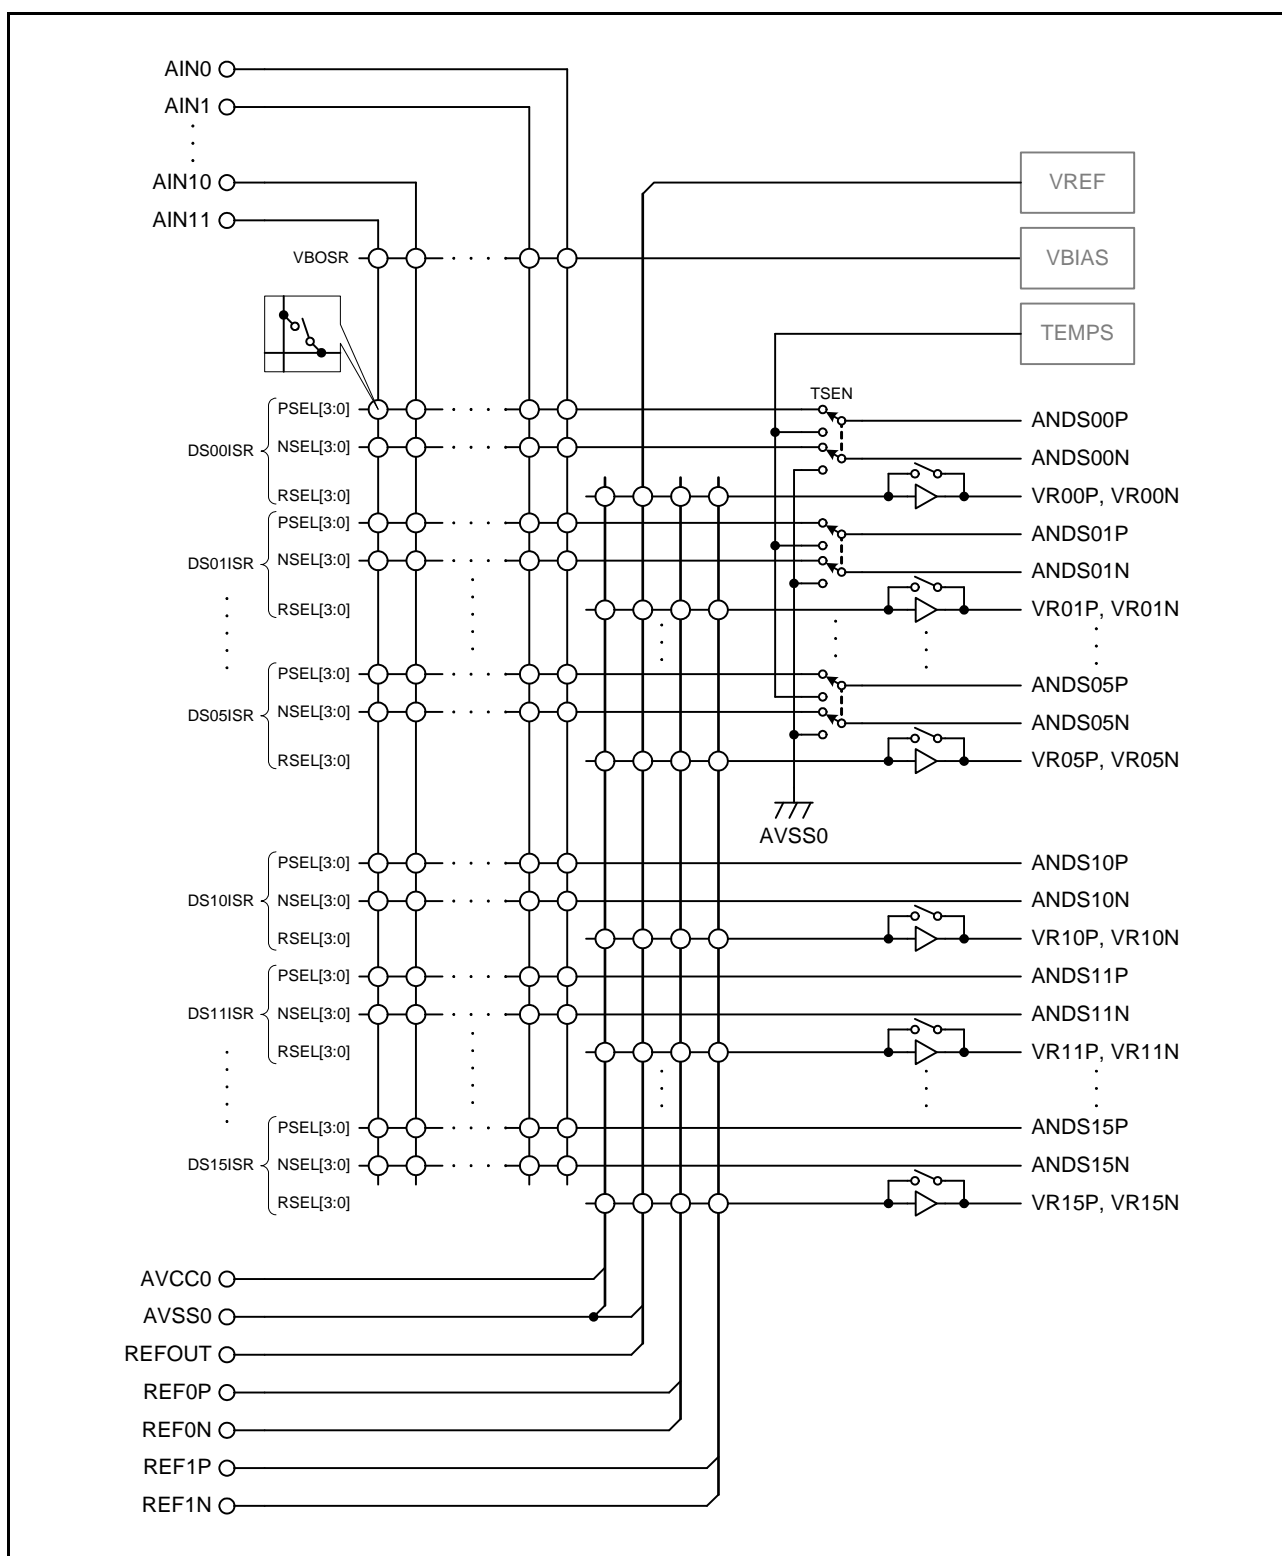 AIN0
AIN1
AIN10
VREF
AIN11
VBOSR
VBIAS
TEMPS
TSEN
PSEL[3:0]
ANDS00P
DS00ISR
NSEL[3:0]
ANDS00N
RSEL[3:0]
VR00P, VR00N
PSEL[3:0]
ANDS01P
DS01ISR
NSEL[3:0]
ANDS01N
RSEL[3:0]
VR01P, VR01N
PSEL[3:0]
ANDS05P
DS05ISR
NSEL[3:0]
ANDS05N
RSEL[3:0]
VR05P, VR05N
AVSS0
PSEL[3:0]
ANDS10P
DS10ISR
NSEL[3:0]
ANDS10N
RSEL[3:0]
VR10P, VR10N
PSEL[3:0]
ANDS11P
DS11ISR
NSEL[3:0]
ANDS11N
RSEL[3:0]
VR11P, VR11N
PSEL[3:0]
ANDS15P
DS15ISR
NSEL[3:0]
ANDS15N
RSEL[3:0]
VR15P, VR15N
AVCC0
AVSS0
REFOUT
REF0P
REF0N
REF1P
REF1N